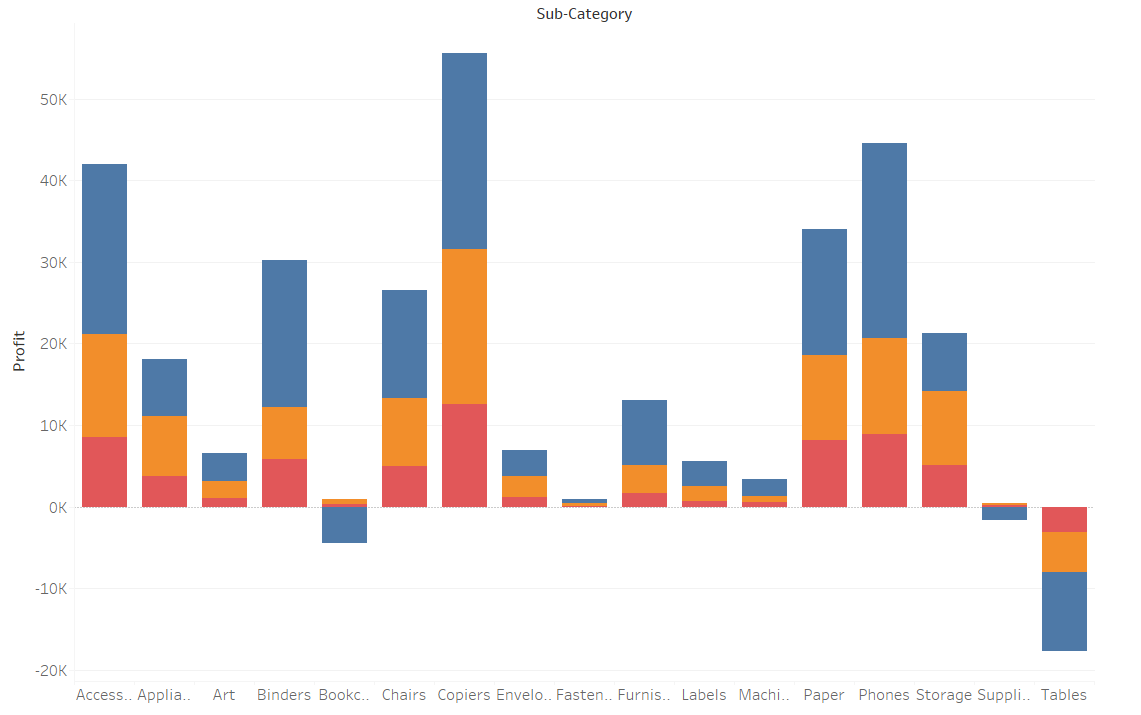 Sub-Category
Profit
50K
40K
30K
20K
10K
0K
-10K
-20K
Access.. Applia.. Art Binders Bookc.. Chairs Copiers Envelo.. Fasten.. Furnis.. Labels Machi.. Paper Phones Storage Suppli.. Tables